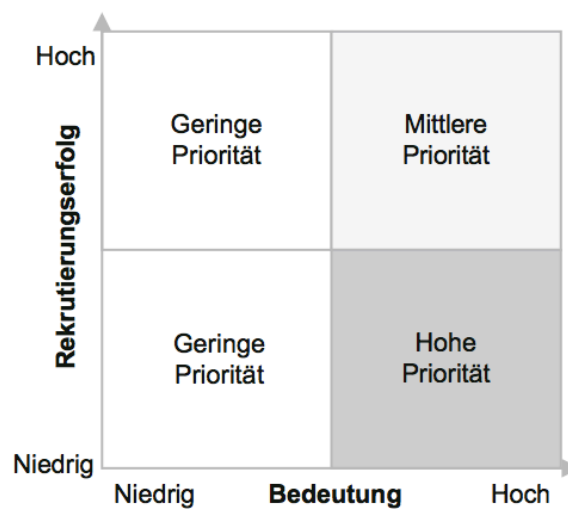 Hoch
Rekrutierungserfolg
Niedrig
Geringe
Priorität
Mittlere
Priorität
Geringe
Priorität
Hohe
Priorität
Niedrig
Bedeutung
Hoch